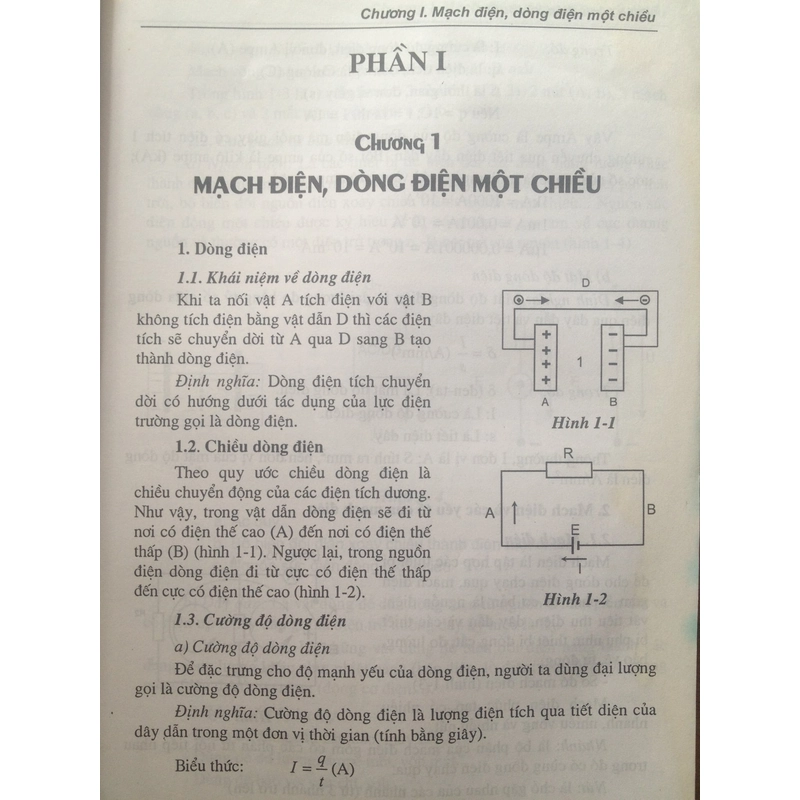 Chương I. Mạch điện, dòng điện một chiều
PHẦN I
Chương 1
MẠCH ĐIỆN, DÒNG ĐIỆN MỘT CHIỀU
1. Dòng điện
1.1. Khái niệm về dòng điện
Khi ta nối vật A tích điện với vật B
không tích điện bằng vật dẫn D thì các điện
tích sẽ chuyển dời từ A qua D sang B tạo
thành dòng điện.
Định nghĩa: Dòng điện tích chuyển
dời có hướng dưới tác dụng của lực điện
trường gọi là dòng điện.
D
+ + + +
- - - -
1
A B
Hình 1-1
1.2. Chiều dòng điện
Theo quy ước chiều dòng điện là
chiều chuyển động của các điện tích dương.
Như vậy, trong vật dẫn dòng điện sẽ đi từ
nơi có điện thế cao (A) đến nơi có điện thế
thấp (B) (hình 1-1). Ngược lại, trong nguồn
điện dòng điện đi từ cực có điện thế thấp
đến cực có điện thế cao (hình 1-2).
R
A B
E
I
Hình 1-2
1.3. Cường độ dòng điện
a) Cường độ dòng điện
Để đặc trưng cho độ mạnh yếu của dòng điện, người ta dùng đại lượng
gọi là cường độ dòng điện.
Định nghĩa: Cường độ dòng điện là lượng điện tích qua tiết diện của
dây dẫn trong một đơn vị thời gian (tính bằng giây).
Biểu thức: I = q/t (A)